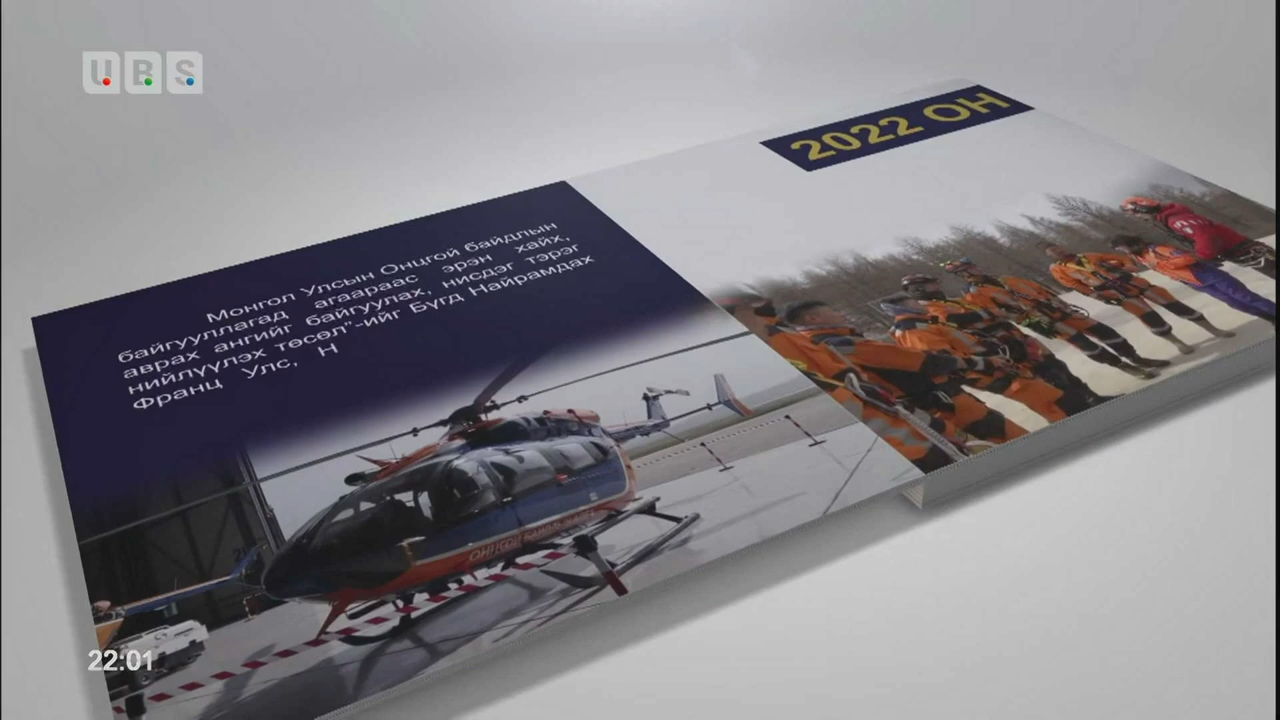 UBS
2022 ОН
Монгол Улсын Онцгой байдлын
байгууллагад агаараас эрэн хайх,
аврах ангийг байгуулах, нисдэг тэрэг
нийлүүлэх төсөл”-ийг Бүгд Найрамдах
Франц Улс, Н
ОНЦГОЙ БАЙДАЛ
22:01